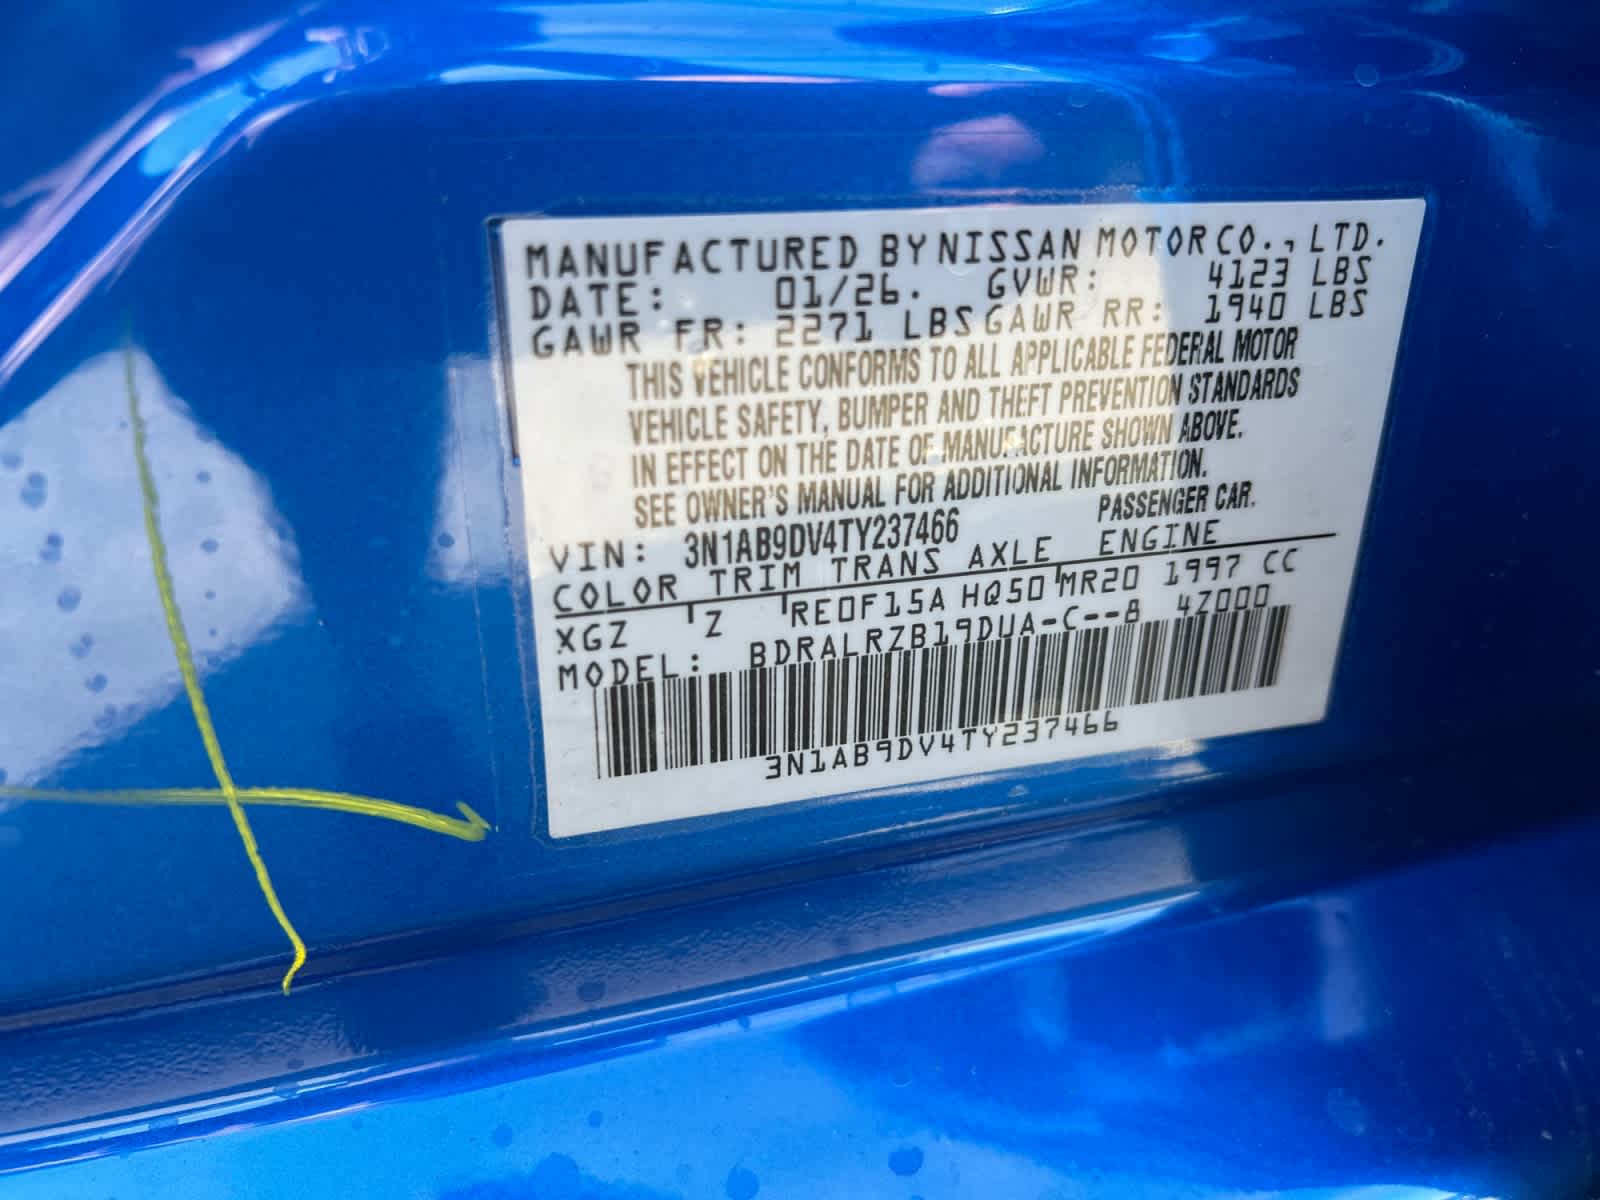 MANUFACTURED BY NISSAN MOTOR CO., LTD.
DATE: 01/26. GVWR: 4123 LBS
GAWR FR: 2271 LBS GAWR RR: 1940 LBS
THIS VEHICLE CONFORMS TO ALL APPLICABLE FEDERAL MOTOR
VEHICLE SAFETY, BUMPER AND THEFT PREVENTION STANDARDS
IN EFFECT ON THE DATE OF MANUFACTURE SHOWN ABOVE.
SEE OWNER'S MANUAL FOR ADDITIONAL INFORMATION.
PASSENGER CAR.
VIN: 3N1AB9DV4TY237466
COLOR TRIM TRANS AXLE ENGINE
XGZ Z RE0F15A HQ50 MR20 1997 CC
MODEL: BDRALRZB19DUA-C--8 4Z000
3N1AB9DV4TY237466